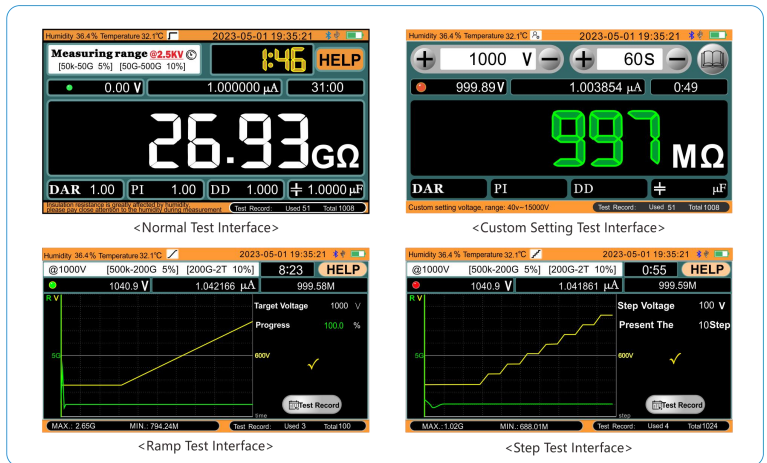 Humidity 36.4% Temperature 32.1℃ 2023-05-01 19:35:21
Measuring range @2.5KV
[50k-50G 5%] [50G-500G 10%]
1:46
HELP
0.00 V 1.000000 μA 31:00
26.93GΩ
DAR 1.00 PI 1.00 DD 1.000 1.0000 μF
Insulation resistance is greatly affected by humidity,
please pay close attention to the humidity during measurement
Test Record: Used 51 Total 1008
<Normal Test Interface>
Humidity 36.4% Temperature 32.1℃ 2023-05-01 19:35:21
+ 1000 V − + 60S −
999.89V 1.003854 μA 0:49
997 MΩ
DAR PI DD μF
Custom setting voltage, range: 40v~15000V Test Record: Used 51 Total 1008
<Custom Setting Test Interface>
Humidity 36.4% Temperature 32.1℃ 2023-05-01 19:35:21
@1000V [500k-200G 5%] [200G-2T 10%] 8:23 HELP
1040.9 V 1.042166 μA 999.59M
R V
Target Voltage 1000 V
Progress 100.0 %
5G 600V
Test Record
time
MAX.: 2.65G MIN.: 794.24M Test Record: Used 3 Total 100
<Ramp Test Interface>
Humidity 36.4% Temperature 32.1℃ 2023-05-01 19:35:21
@1000V [500k-200G 5%] [200G-2T 10%] 0:55 HELP
1040.9 V 1.041861 μA 999.59M
R V
Step Voltage 100 V
Present The 10Step
5G 600V
Test Record
step
MAX.:1.02G MIN.: 688.01M Test Record: Used 4 Total 1024
<Step Test Interface>